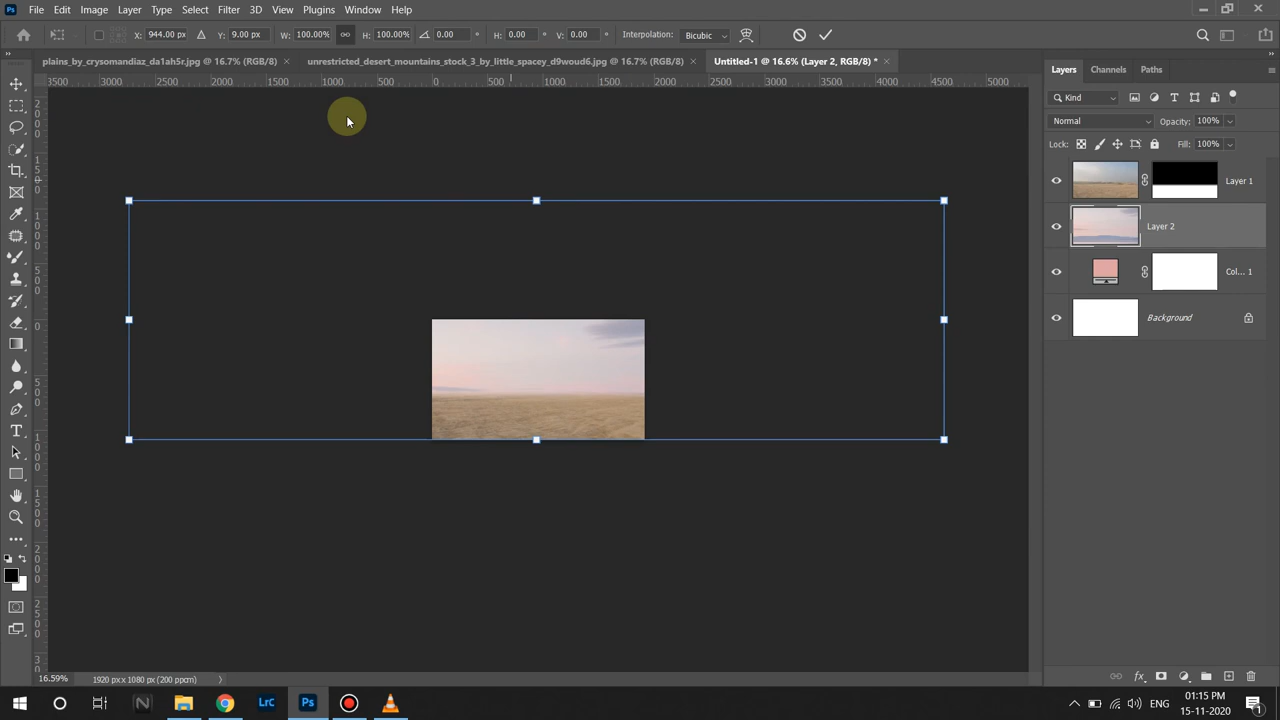 Ps File Edit Image Layer Type Select Filter 3D View Plugins Window Help
X: 944.00 px Y: 9.00 px W: 100.00% H: 100.00% 0.00 ° H: 0.00 ° V: 0.00 ° Interpolation: Bicubic
plains_by_crysomandiaz_da1ah5r.jpg @ 16.7% (RGB/8) × unrestricted_desert_mountains_stock_3_by_little_spacey_d9woud6.jpg @ 16.7% (RGB/8) × Untitled-1 @ 16.6% (Layer 2, RGB/8) * ×
Layers Channels Paths
3500 3000 2500 2000 1500 1000 500 0 500 1000 1500 2000 2500 3000 3500 4000 4500 5000
Kind
Normal Opacity: 100%
Lock: Fill: 100%
Layer 1
Layer 2
Col... 1
Background
16.59% 1920 px x 1080 px (200 ppcm)
LrC Ps ENG 01:15 PM
15-11-2020